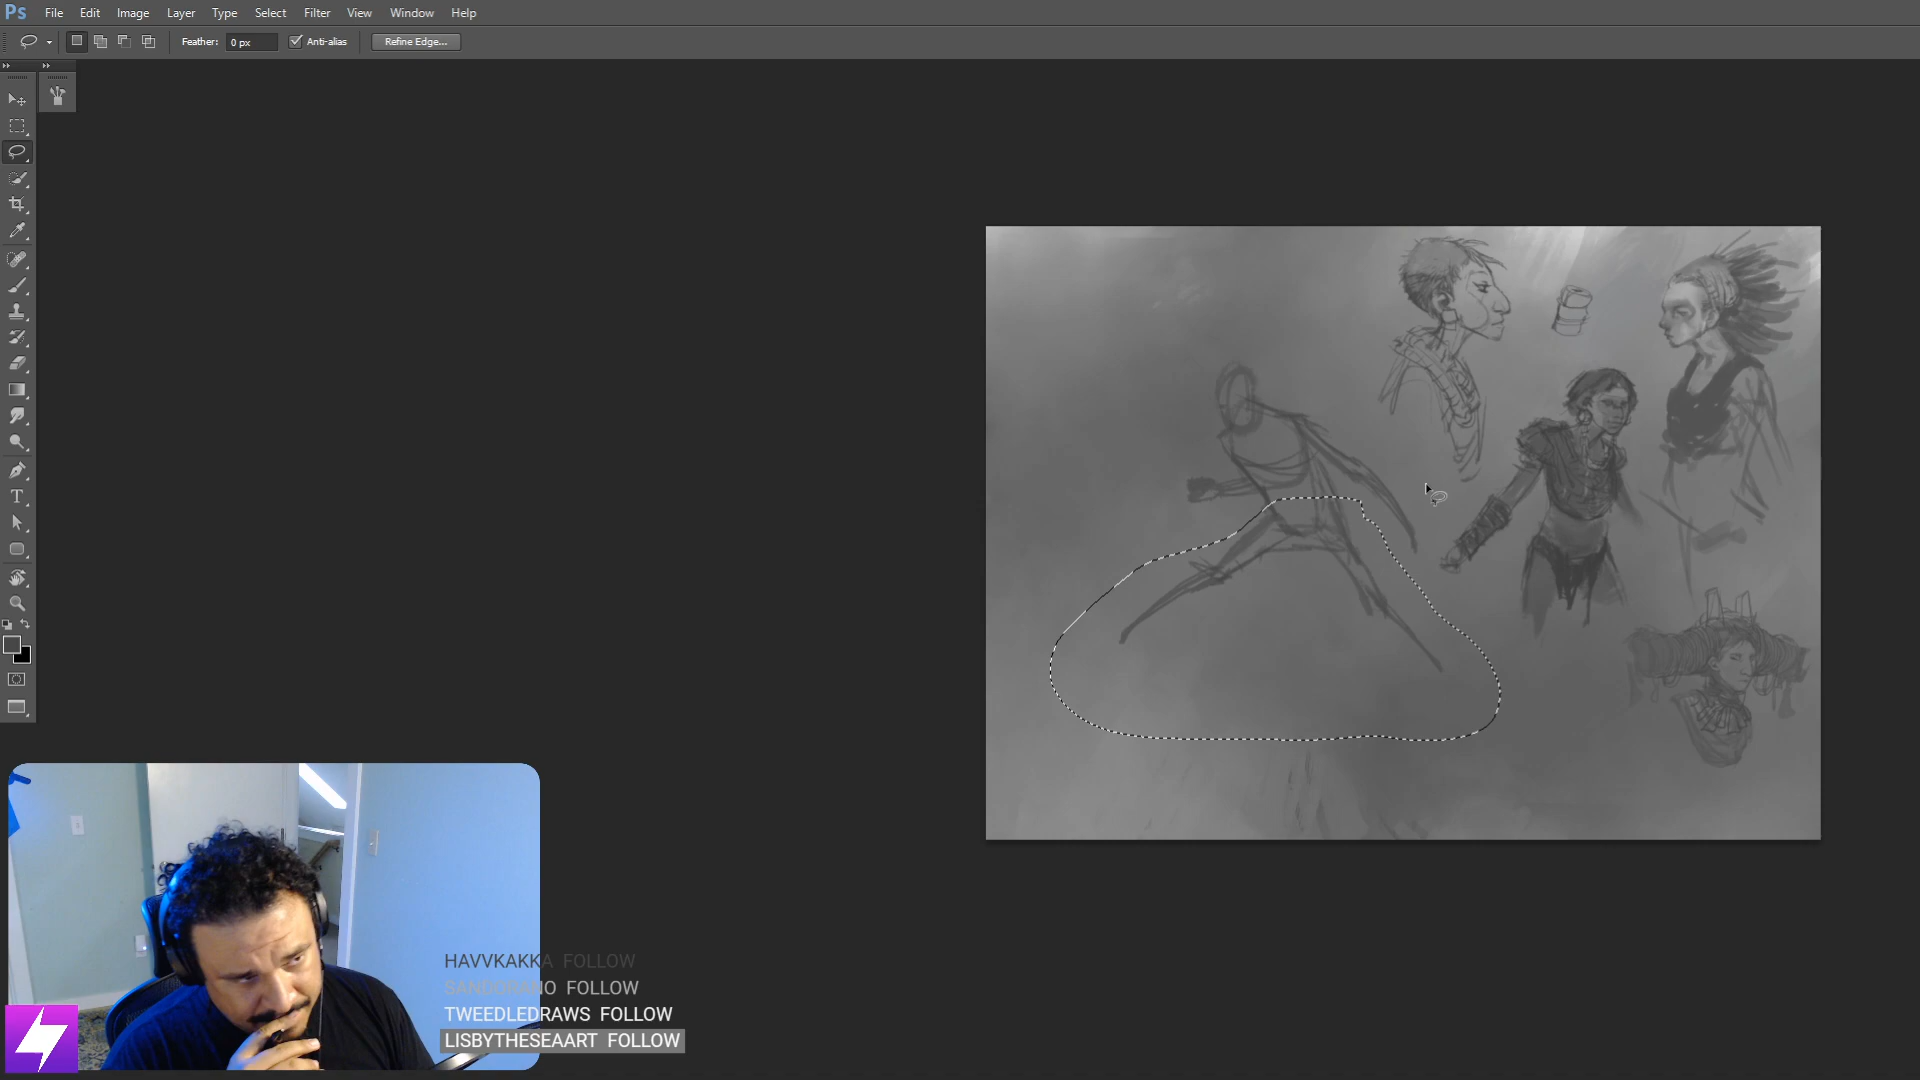 Ps File Edit Image Layer Type Select Filter View Window Help
Feather: 0 px Anti-alias Refine Edge...
T
HAVVKAKKA FOLLOW
SANDORANO FOLLOW
TWEEDLEDRAWS FOLLOW
LISBYTHESEAART FOLLOW